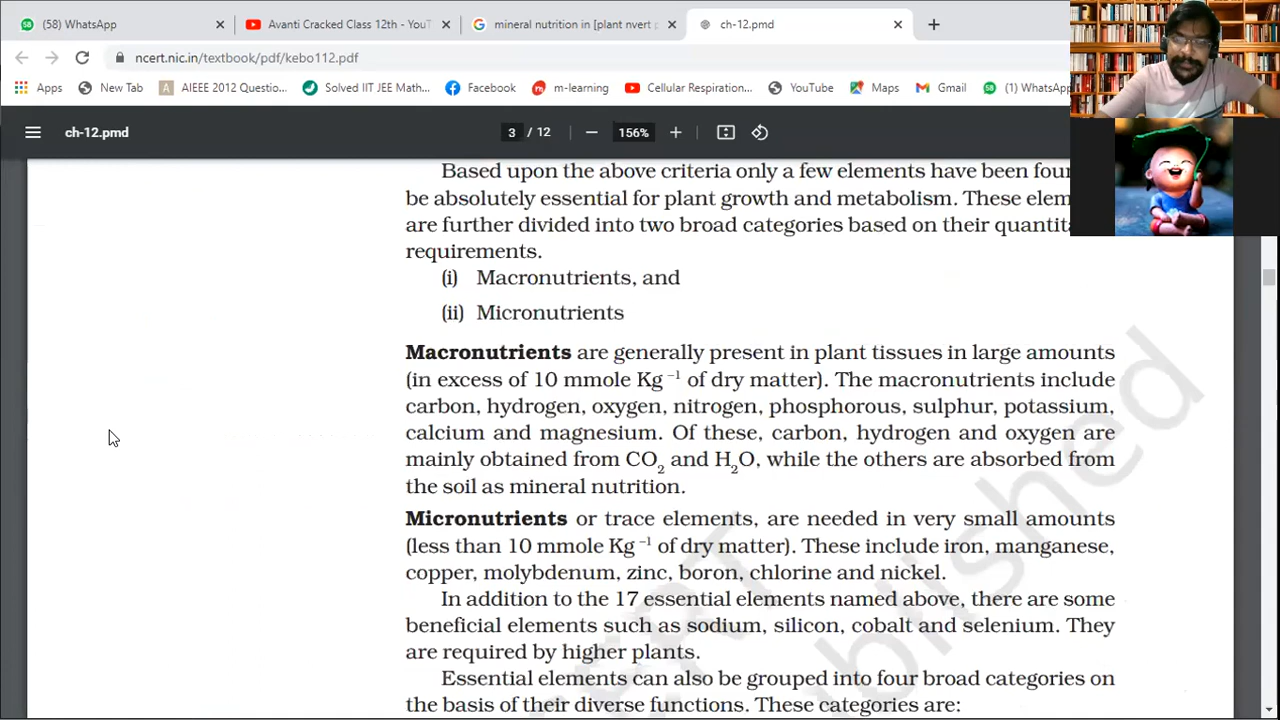 (58) WhatsApp
Avanti Cracked Class 12th - YouT
mineral nutrition in [plant nvert p
ch-12.pmd
ncert.nic.in/textbook/pdf/kebo112.pdf
Apps New Tab AIEEE 2012 Questio... Solved IIT JEE Math... Facebook m-learning Cellular Respiration... YouTube Maps Gmail (1) WhatsApp
ch-12.pmd 3 / 12 156%
Based upon the above criteria only a few elements have been foun
be absolutely essential for plant growth and metabolism. These elem
are further divided into two broad categories based on their quantita
requirements.
(i) Macronutrients, and
(ii) Micronutrients
Macronutrients are generally present in plant tissues in large amounts
(in excess of 10 mmole Kg –1 of dry matter). The macronutrients include
carbon, hydrogen, oxygen, nitrogen, phosphorous, sulphur, potassium,
calcium and magnesium. Of these, carbon, hydrogen and oxygen are
mainly obtained from CO2 and H2O, while the others are absorbed from
the soil as mineral nutrition.
Micronutrients or trace elements, are needed in very small amounts
(less than 10 mmole Kg –1 of dry matter). These include iron, manganese,
copper, molybdenum, zinc, boron, chlorine and nickel.
In addition to the 17 essential elements named above, there are some
beneficial elements such as sodium, silicon, cobalt and selenium. They
are required by higher plants.
Essential elements can also be grouped into four broad categories on
the basis of their diverse functions. These categories are: